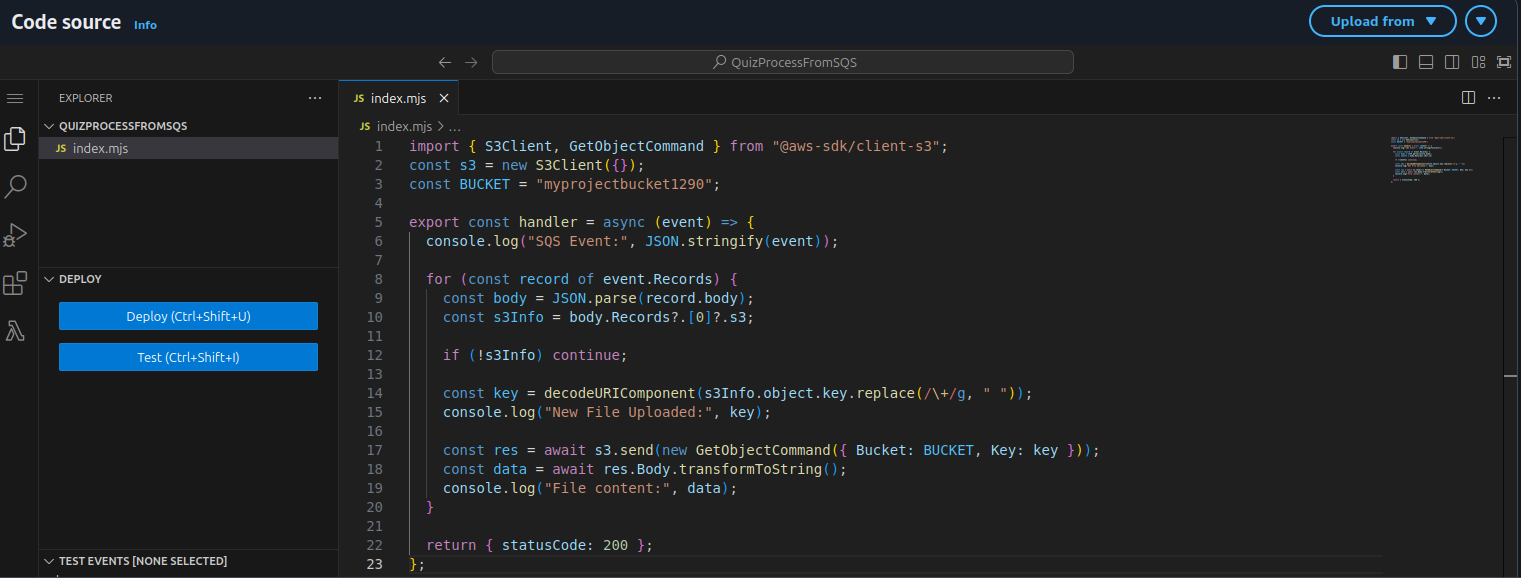 Code source Info
Upload from
QuizProcessFromSQS
EXPLORER
QUIZPROCESSFROMSQS
JS index.mjs
DEPLOY
Deploy (Ctrl+Shift+U)
Test (Ctrl+Shift+I)
TEST EVENTS [NONE SELECTED]
JS index.mjs
JS index.mjs > ...
1 import { S3Client, GetObjectCommand } from "@aws-sdk/client-s3";
2 const s3 = new S3Client({});
3 const BUCKET = "myprojectbucket1290";
4
5 export const handler = async (event) => {
6   console.log("SQS Event:", JSON.stringify(event));
7
8   for (const record of event.Records) {
9     const body = JSON.parse(record.body);
10     const s3Info = body.Records?.[0]?.s3;
11
12     if (!s3Info) continue;
13
14     const key = decodeURIComponent(s3Info.object.key.replace(/\+/g, " "));
15     console.log("New File Uploaded:", key);
16
17     const res = await s3.send(new GetObjectCommand({ Bucket: BUCKET, Key: key }));
18     const data = await res.Body.transformToString();
19     console.log("File content:", data);
20   }
21
22   return { statusCode: 200 };
23 };